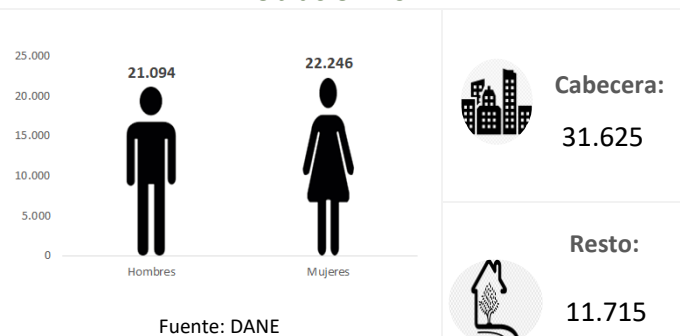 25.000
20.000
15.000
10.000
5.000
0
21.094
22.246
Hombres
Mujeres
Fuente: DANE
Cabecera:
31.625
Resto:
11.715